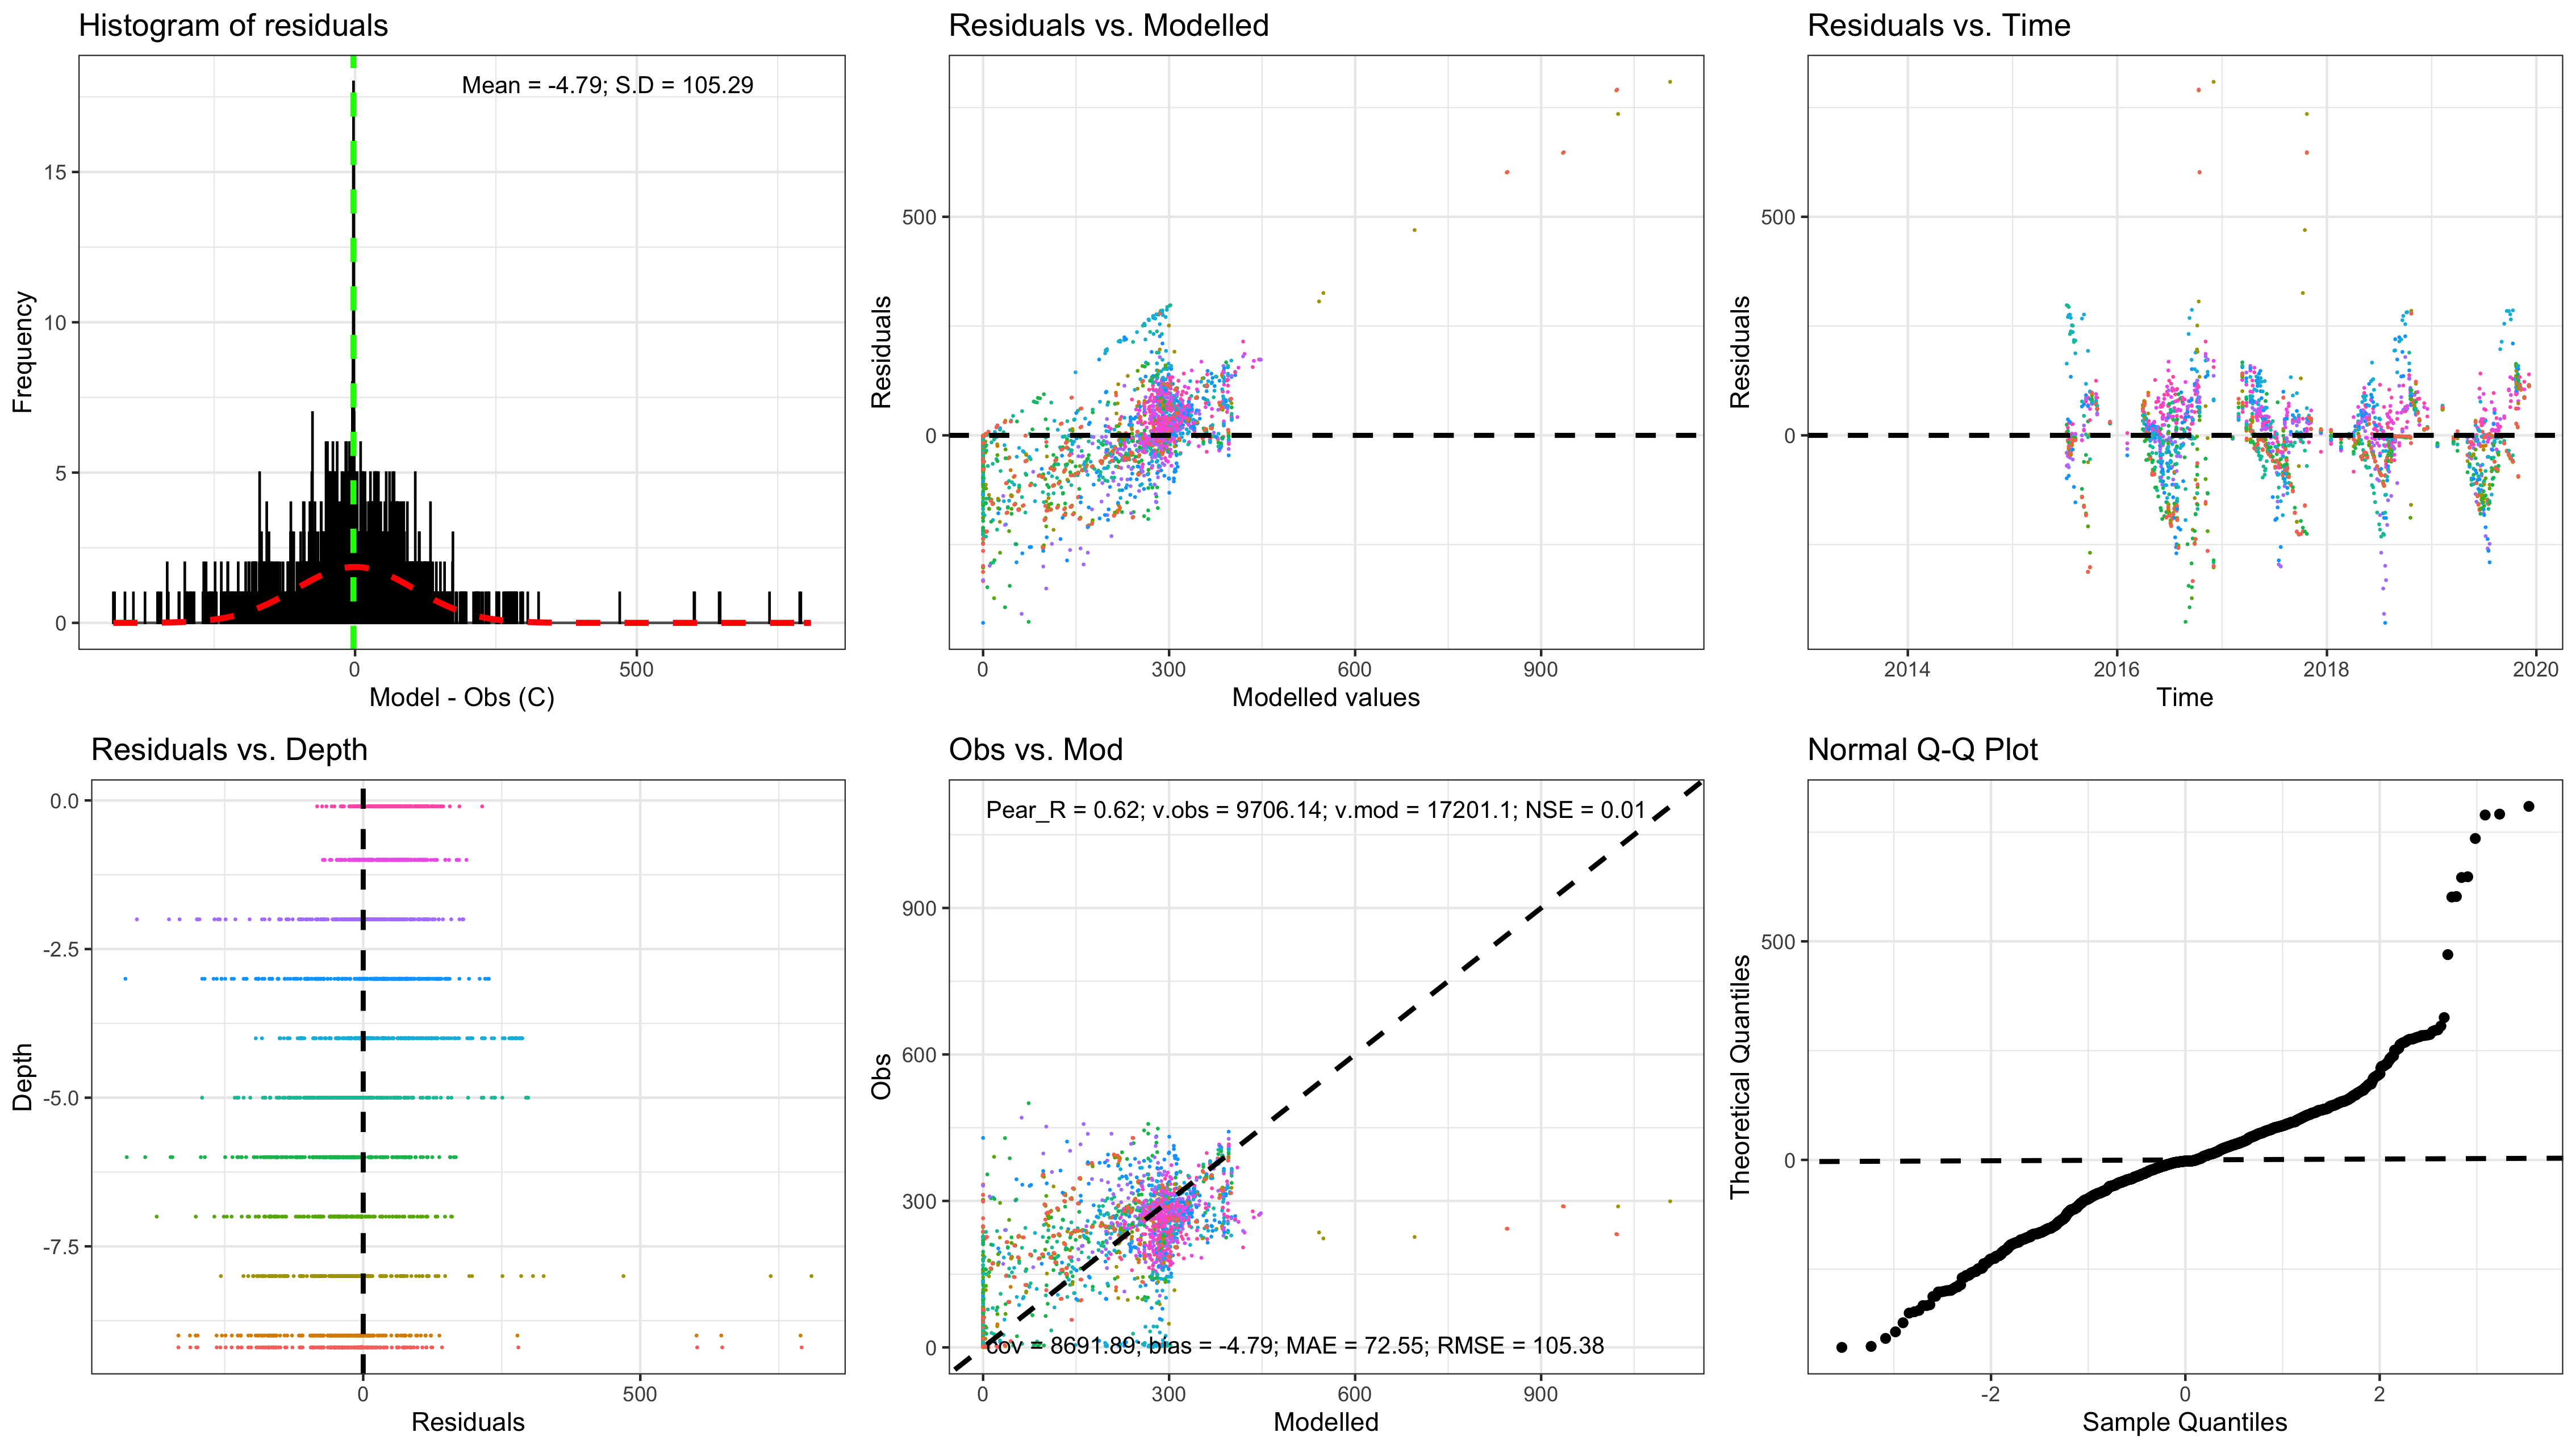 Histogram of residuals
Mean = -4.79; S.D = 105.29
Frequency
15
10
5
0
0
500
Model - Obs (C)
Residuals vs. Modelled
Residuals
500
0
0
300
600
900
Modelled values
Residuals vs. Time
Residuals
500
0
2014
2016
2018
2020
Time
Residuals vs. Depth
Depth
0.0
-2.5
-5.0
-7.5
0
500
Residuals
Obs vs. Mod
Pear_R = 0.62; v.obs = 9706.14; v.mod = 17201.1; NSE = 0.01
Obs
900
600
300
0
cov = 8691.89; bias = -4.79; MAE = 72.55; RMSE = 105.38
0
300
600
900
Modelled
Normal Q-Q Plot
Theoretical Quantiles
500
0
-2
0
2
Sample Quantiles